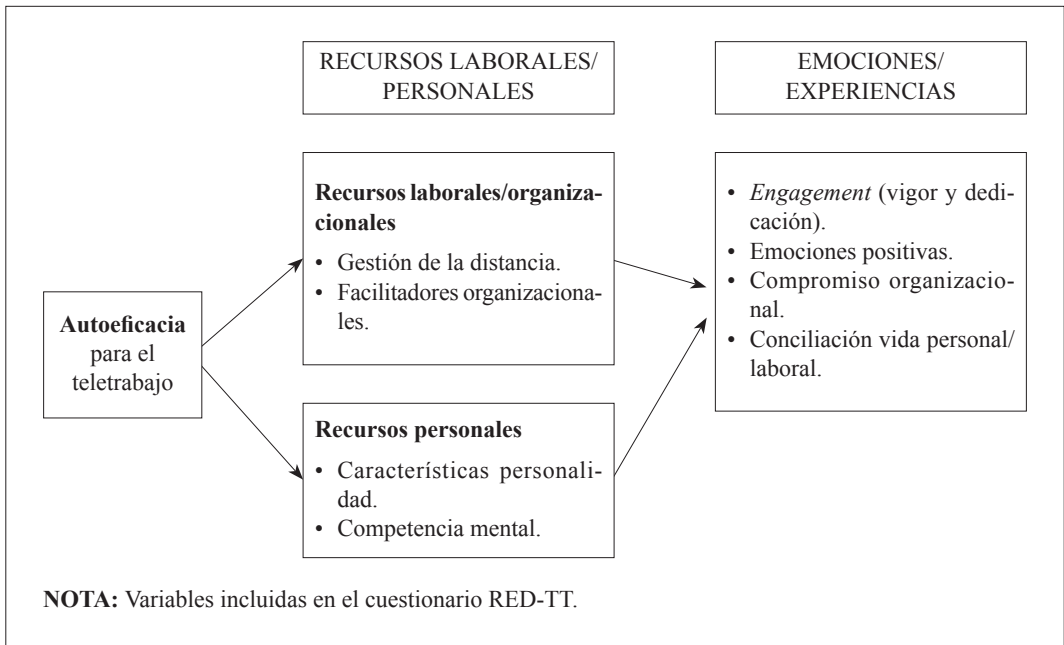 RECURSOS LABORALES/
PERSONALES
EMOCIONES/
EXPERIENCIAS
Autoeficacia
para el
teletrabajo
Recursos laborales/organiza-
cionales
• Gestión de la distancia.
• Facilitadores organizaciona-
les.
Recursos personales
• Características personali-
dad.
• Competencia mental.
• Engagement (vigor y dedi-
cación).
• Emociones positivas.
• Compromiso organizacio-
nal.
• Conciliación vida personal/
laboral.
NOTA: Variables incluidas en el cuestionario RED-TT.